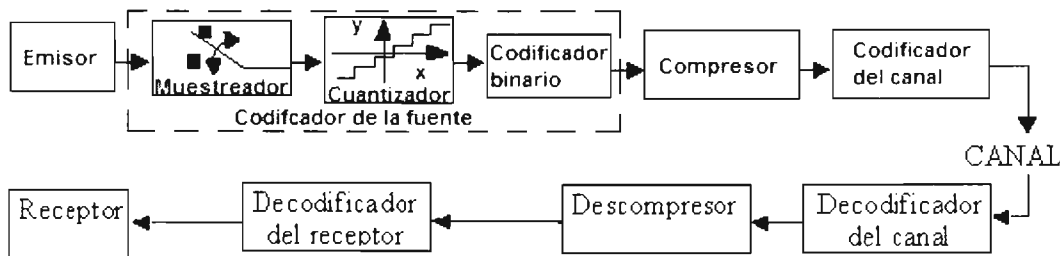 Emisor
Muestreador
y
x
Cuantizador
Codificador
binario
Codifcador de la fuente
Compresor
Codificador
del canal
CANAL
Decodificador
del canal
Descompresor
Decodificador
del receptor
Receptor